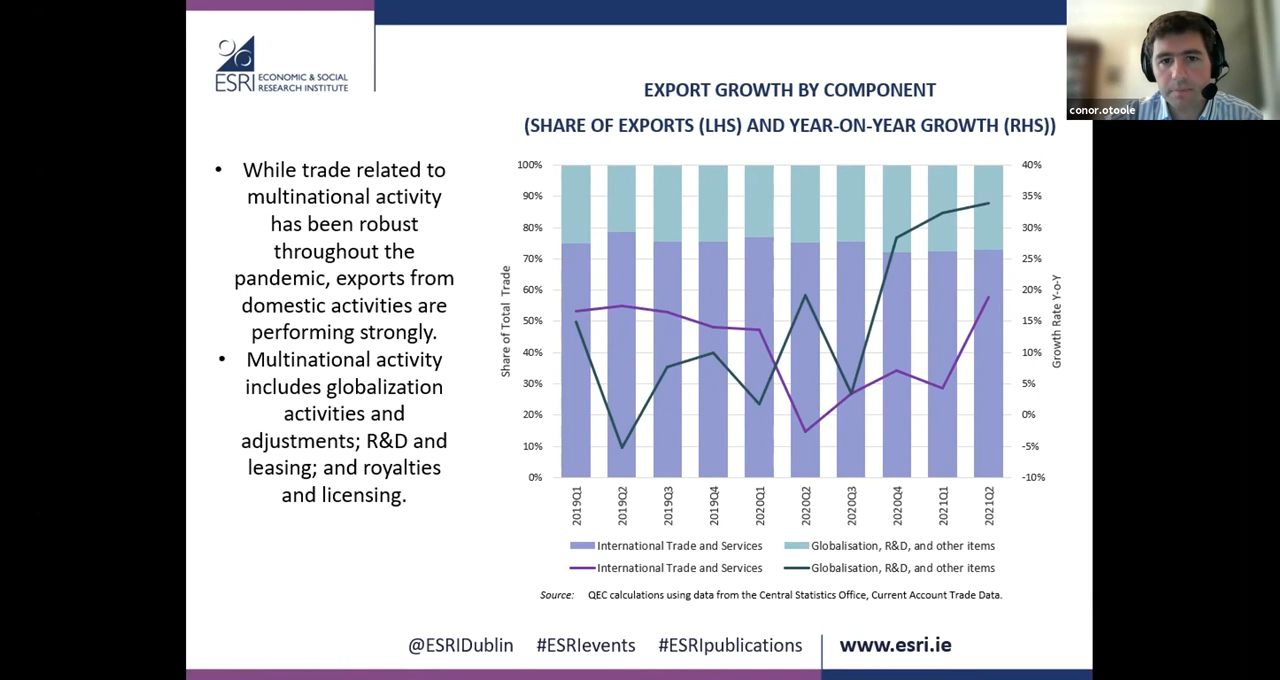 ESRI ECONOMIC & SOCIAL
RESEARCH INSTITUTE
conor.otoole
• While trade related to
multinational activity
has been robust
throughout the
pandemic, exports from
domestic activities are
performing strongly.
• Multinational activity
includes globalization
activities and
adjustments; R&D and
leasing; and royalties
and licensing.
EXPORT GROWTH BY COMPONENT
(SHARE OF EXPORTS (LHS) AND YEAR-ON-YEAR GROWTH (RHS))
Share of Total Trade
100%
90%
80%
70%
60%
50%
40%
30%
20%
10%
0%
40%
35%
30%
25%
20%
15%
10%
5%
0%
-5%
-10%
Growth Rate Y-o-Y
2019Q1
2019Q2
2019Q3
2019Q4
2020Q1
2020Q2
2020Q3
2020Q4
2021Q1
2021Q2
International Trade and Services Globalisation, R&D, and other items
International Trade and Services Globalisation, R&D, and other items
Source: QEC calculations using data from the Central Statistics Office, Current Account Trade Data.
@ESRIDublin #ESRIevents #ESRIpublications www.esri.ie